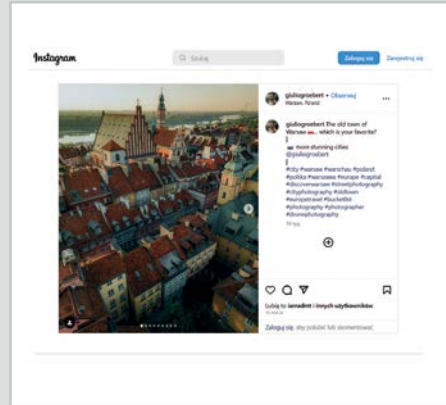 Instagram
Szukaj
Zaloguj się
Zarejestruj się
giuliogroebert • Obserwuj
Warsaw, Poland
giuliogroebert The old town of
Warsaw 🇵🇱... which is your favorite?
|
📷 more stunning cities
@giuliogroebert
|
#city #warsaw #warschau #poland
#polska #warszawa #europe #capital
#discoverwarsaw #streetphotography
#cityphotography #oldtown
#europetravel #bucketlist
#photography #photographer
#dronephotography
Lubią to iamsdmt i innych użytkowników
Zaloguj się, aby polubić lub skomentować.